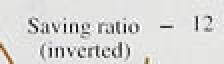 Saving ratio – 12
(inverted)